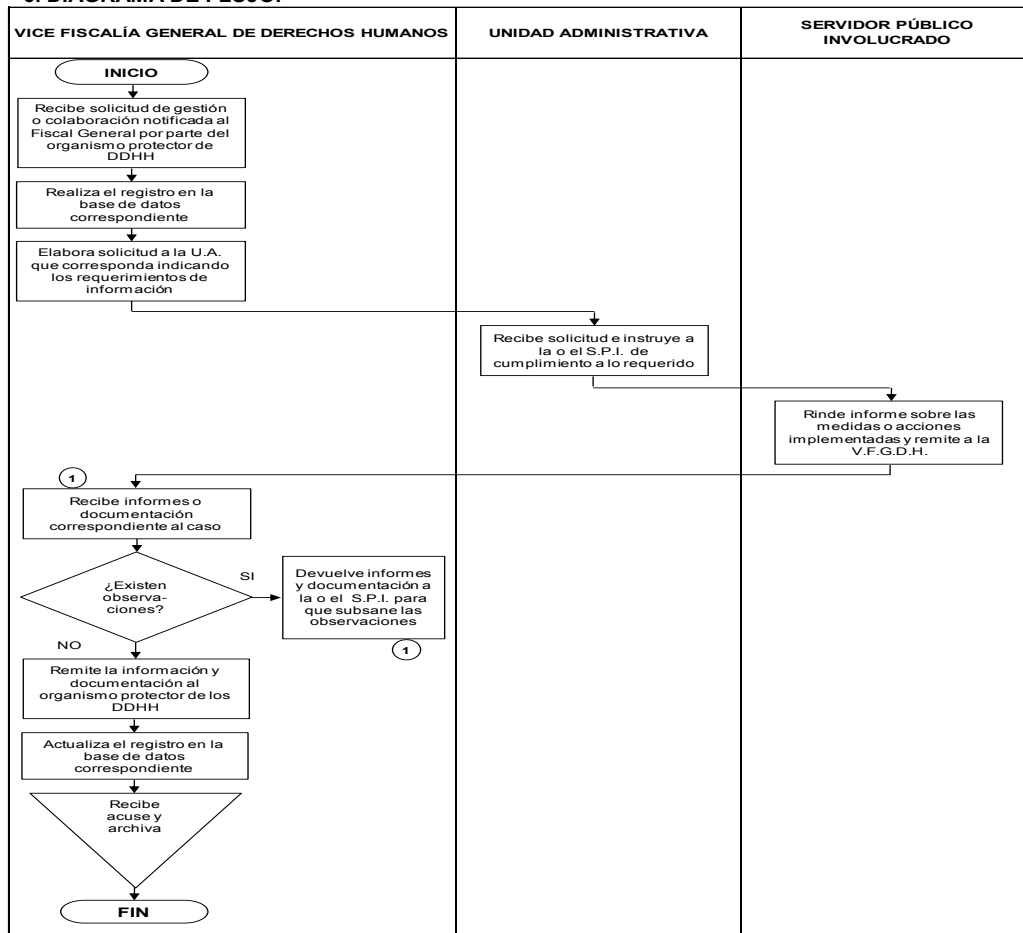 VICE FISCALÍA GENERAL DE DERECHOS HUMANOS
UNIDAD ADMINISTRATIVA
SERVIDOR PÚBLICO
INVOLUCRADO
INICIO
Recibe solicitud de gestión
o colaboración notificada al
Fiscal General por parte del
organismo protector de
DDHH
Realiza el registro en la
base de datos
correspondiente
Elabora solicitud a la U.A.
que corresponda indicando
los requerimientos de
información
Recibe solicitud e instruye a
la o el S.P.I. de
cumplimiento a lo requerido
Rinde informe sobre las
medidas o acciones
implementadas y remite a la
V.F.G.D.H.
1
Recibe informes o
documentación
correspondiente al caso
¿Existen
observa-
ciones?
SI
Devuelve informes
y documentación a
la o el S.P.I. para
que subsane las
observaciones
1
NO
Remite la información y
documentación al
organismo protector de los
DDHH
Actualiza el registro en la
base de datos
correspondiente
Recibe
acuse y
archiva
FIN